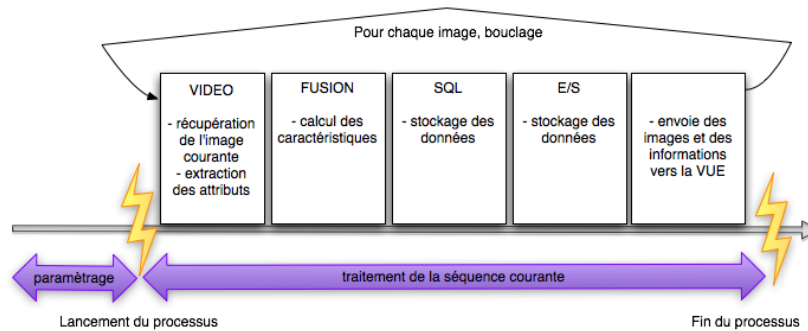 Pour chaque image, bouclage
VIDEO
- récupération
de l'image
courante
- extraction
des attributs
FUSION
- calcul des
caractéristiques
SQL
- stockage des
données
E/S
- stockage des
données
- envoie des
images et des
informations
vers la VUE
paramètrage
traitement de la séquence courante
Lancement du processus
Fin du processus